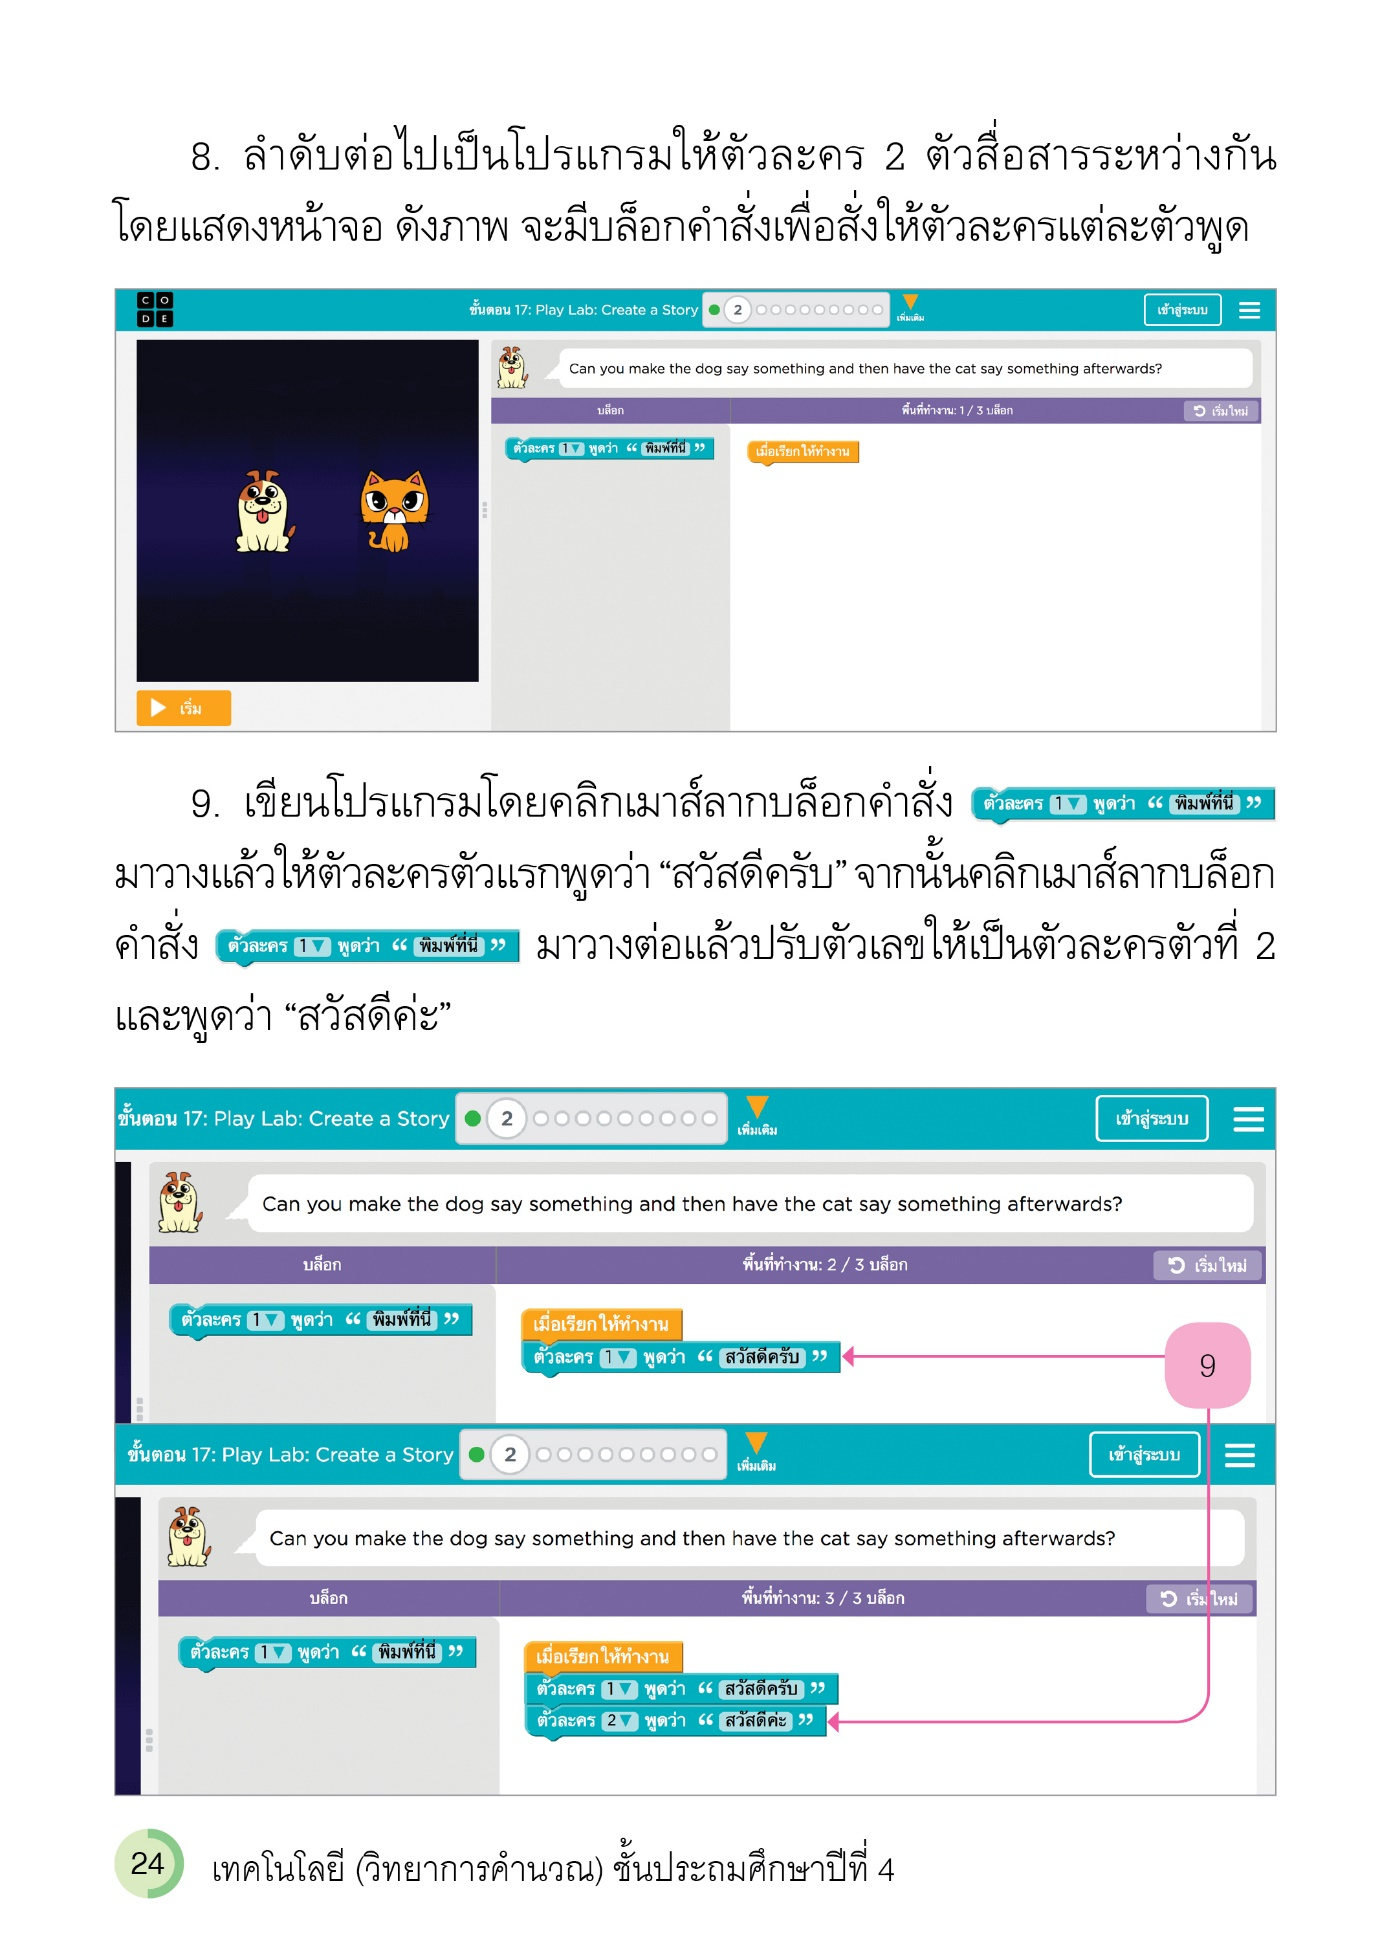 8. ลำดับต่อไปเป็นโปรแกรมให้ตัวละคร 2 ตัวสื่อสารระหว่างกัน
โดยแสดงหน้าจอ ดังภาพ จะมีบล็อกคำสั่งเพื่อสั่งให้ตัวละครแต่ละตัวพูด
C O
D E
ขั้นตอน 17: Play Lab: Create a Story 2 เพิ่มเติม เข้าสู่ระบบ
Can you make the dog say something and then have the cat say something afterwards?
บล็อก พื้นที่ทำงาน: 1 / 3 บล็อก เริ่มใหม่
ตัวละคร 1 พูดว่า “ พิมพ์ที่นี่ ” เมื่อเรียกให้ทำงาน
เริ่ม
9. เขียนโปรแกรมโดยคลิกเมาส์ลากบล็อกคำสั่ง ตัวละคร 1 พูดว่า “ พิมพ์ที่นี่ ”
มาวางแล้วให้ตัวละครตัวแรกพูดว่า “สวัสดีครับ” จากนั้นคลิกเมาส์ลากบล็อก
คำสั่ง ตัวละคร 1 พูดว่า “ พิมพ์ที่นี่ ” มาวางต่อแล้วปรับตัวเลขให้เป็นตัวละครตัวที่ 2
และพูดว่า “สวัสดีค่ะ”
ขั้นตอน 17: Play Lab: Create a Story 2 เพิ่มเติม เข้าสู่ระบบ
Can you make the dog say something and then have the cat say something afterwards?
บล็อก พื้นที่ทำงาน: 2 / 3 บล็อก เริ่มใหม่
ตัวละคร 1 พูดว่า “ พิมพ์ที่นี่ ” เมื่อเรียกให้ทำงาน
ตัวละคร 1 พูดว่า “ สวัสดีครับ ” 9
ขั้นตอน 17: Play Lab: Create a Story 2 เพิ่มเติม เข้าสู่ระบบ
Can you make the dog say something and then have the cat say something afterwards?
บล็อก พื้นที่ทำงาน: 3 / 3 บล็อก เริ่มใหม่
ตัวละคร 1 พูดว่า “ พิมพ์ที่นี่ ” เมื่อเรียกให้ทำงาน
ตัวละคร 1 พูดว่า “ สวัสดีครับ ”
ตัวละคร 2 พูดว่า “ สวัสดีค่ะ ”
24 เทคโนโลยี (วิทยาการคำนวณ) ชั้นประถมศึกษาปีที่ 4